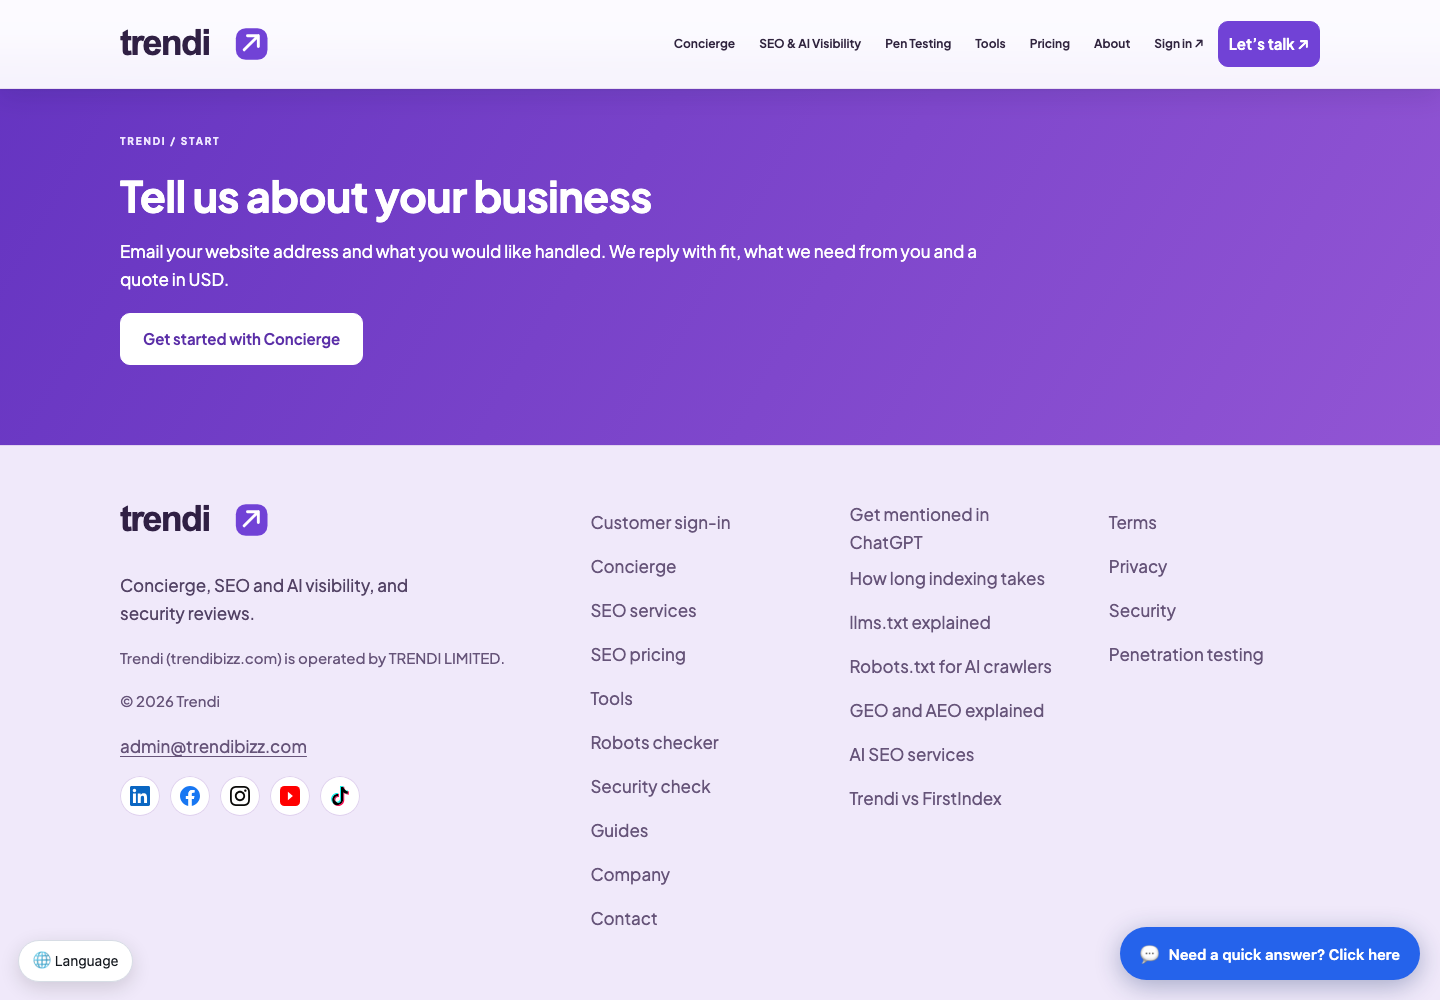 trendi
Concierge
SEO & AI Visibility
Pen Testing
Tools
Pricing
About
Sign in ↗
Let’s talk ↗
TRENDI / START
Tell us about your business
Email your website address and what you would like handled. We reply with fit, what we need from you and a
quote in USD.
Get started with Concierge
trendi
Concierge, SEO and AI visibility, and
security reviews.
Trendi (trendibizz.com) is operated by TRENDI LIMITED.
© 2026 Trendi
admin@trendibizz.com
Customer sign-in
Concierge
SEO services
SEO pricing
Tools
Robots checker
Security check
Guides
Company
Contact
Get mentioned in
ChatGPT
How long indexing takes
llms.txt explained
Robots.txt for AI crawlers
GEO and AEO explained
AI SEO services
Trendi vs FirstIndex
Terms
Privacy
Security
Penetration testing
Language
Need a quick answer? Click here